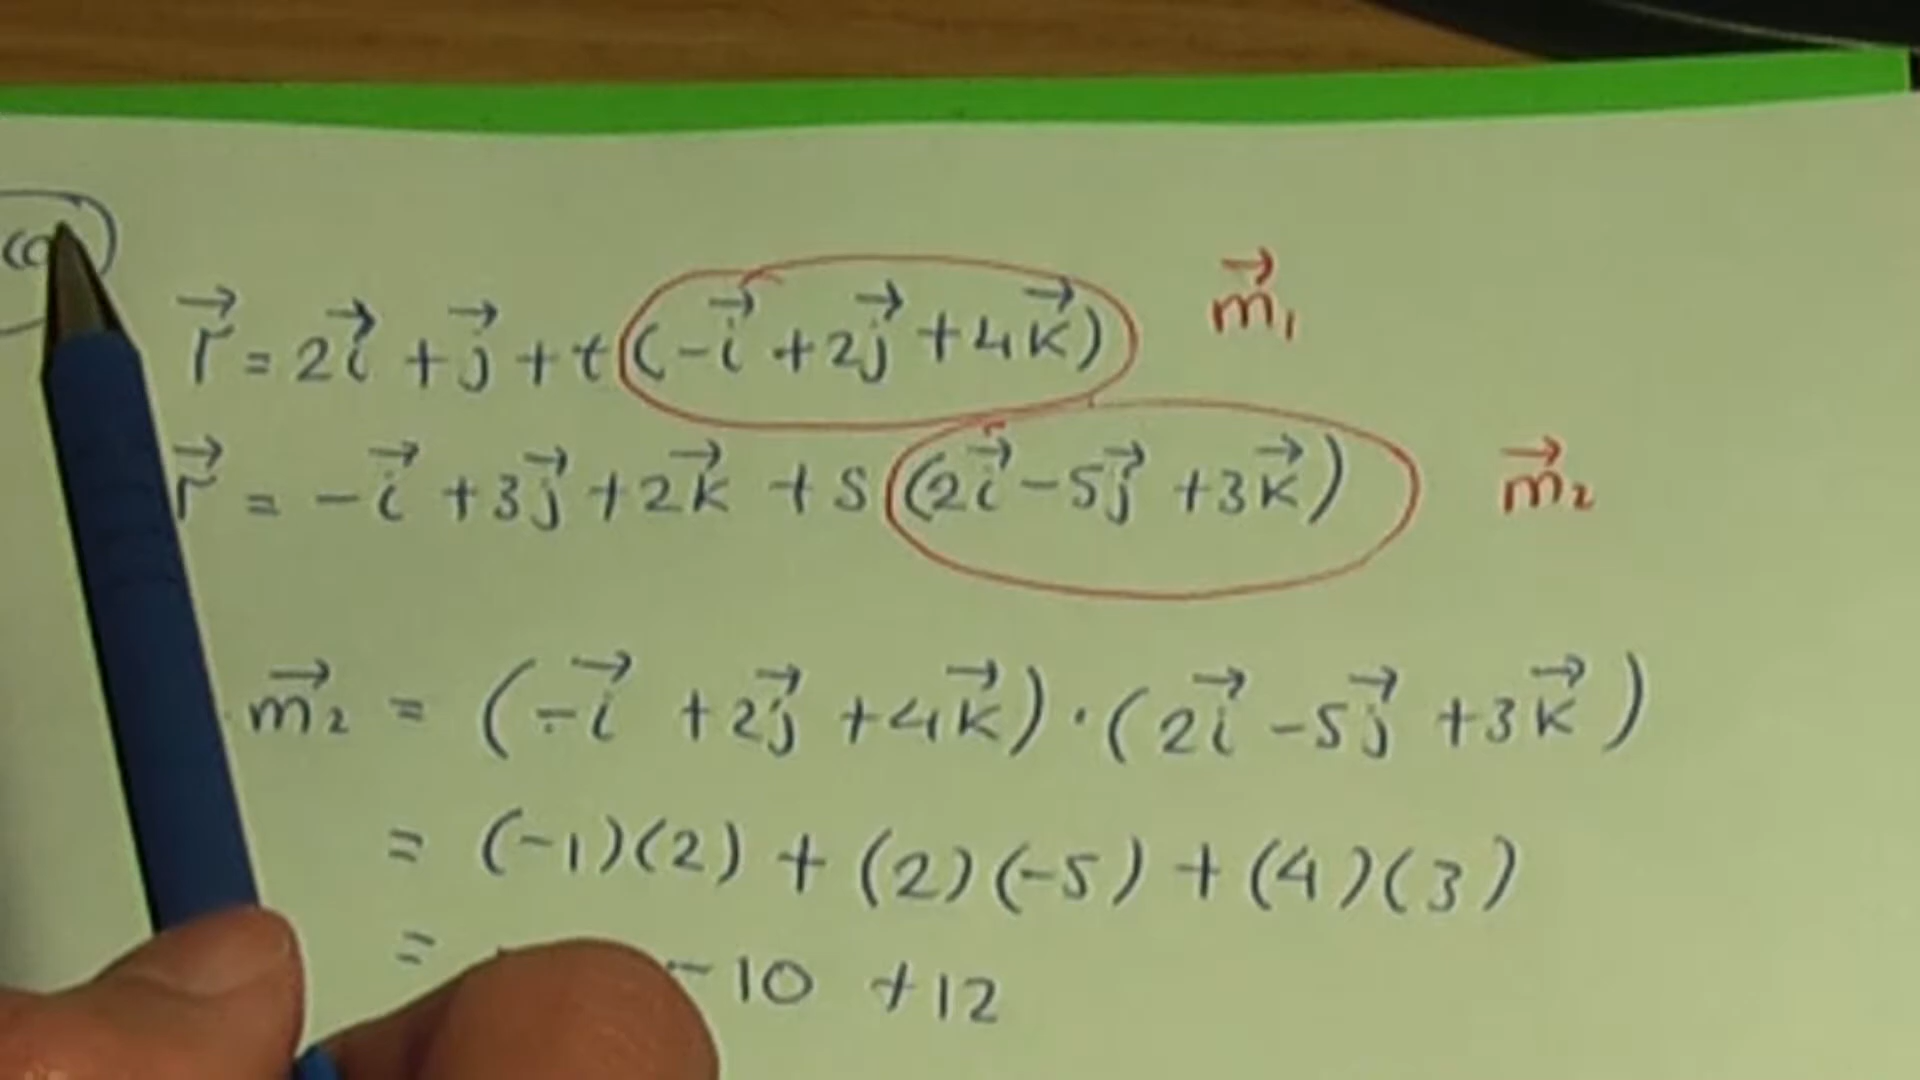 r⃗ = 2i⃗ + j⃗ + t(-i⃗ + 2j⃗ + 4k⃗) m⃗₁
r⃗ = -i⃗ + 3j⃗ + 2k⃗ + s(2i⃗ - 5j⃗ + 3k⃗) m⃗₂
m⃗₂ = (-i⃗ + 2j⃗ + 4k⃗) · (2i⃗ - 5j⃗ + 3k⃗)
= (-1)(2) + (2)(-5) + (4)(3)
= - 10 + 12